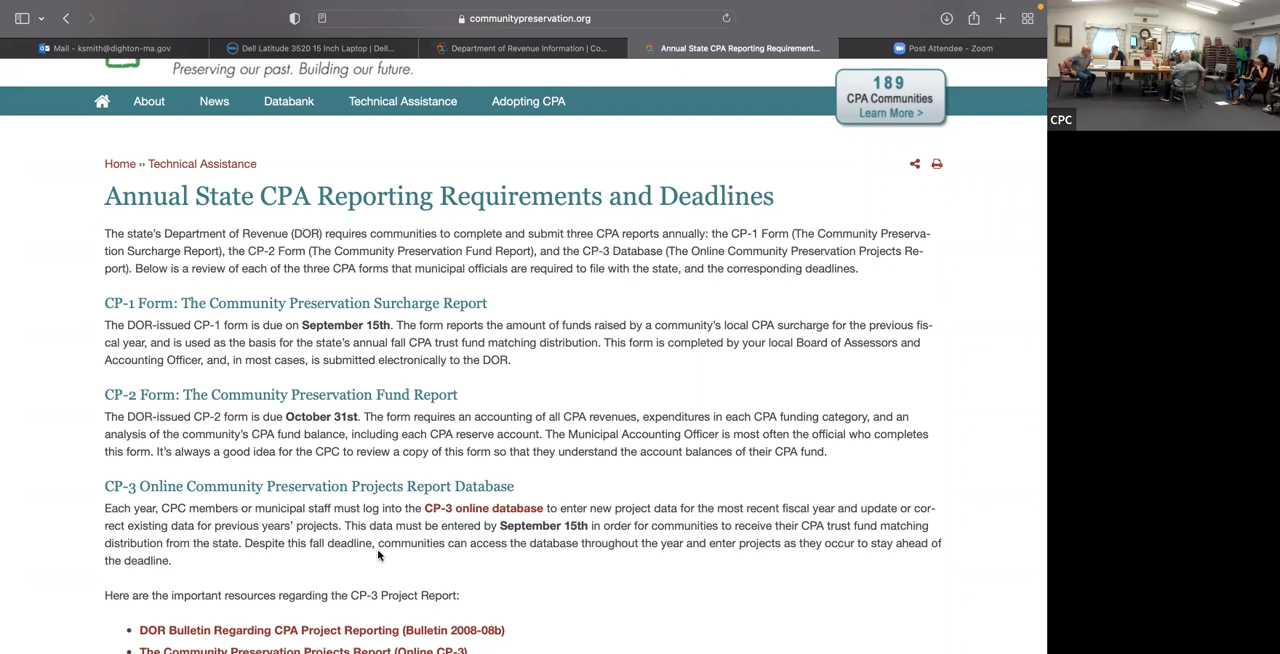 communitypreservation.org
Mail - ksmith@dighton-ma.gov
Dell Latitude 3520 15 Inch Laptop | Dell...
Department of Revenue Information | Co...
Annual State CPA Reporting Requirement...
Post Attendee - Zoom
Preserving our past. Building our future.
189
CPA Communities
Learn More >
About
News
Databank
Technical Assistance
Adopting CPA
CPC
Home ›› Technical Assistance
Annual State CPA Reporting Requirements and Deadlines
The state's Department of Revenue (DOR) requires communities to complete and submit three CPA reports annually: the CP-1 Form (The Community Preserva-
tion Surcharge Report), the CP-2 Form (The Community Preservation Fund Report), and the CP-3 Database (The Online Community Preservation Projects Re-
port). Below is a review of each of the three CPA forms that municipal officials are required to file with the state, and the corresponding deadlines.
CP-1 Form: The Community Preservation Surcharge Report
The DOR-issued CP-1 form is due on September 15th. The form reports the amount of funds raised by a community's local CPA surcharge for the previous fis-
cal year, and is used as the basis for the state's annual fall CPA trust fund matching distribution. This form is completed by your local Board of Assessors and
Accounting Officer, and, in most cases, is submitted electronically to the DOR.
CP-2 Form: The Community Preservation Fund Report
The DOR-issued CP-2 form is due October 31st. The form requires an accounting of all CPA revenues, expenditures in each CPA funding category, and an
analysis of the community's CPA fund balance, including each CPA reserve account. The Municipal Accounting Officer is most often the official who completes
this form. It's always a good idea for the CPC to review a copy of this form so that they understand the account balances of their CPA fund.
CP-3 Online Community Preservation Projects Report Database
Each year, CPC members or municipal staff must log into the CP-3 online database to enter new project data for the most recent fiscal year and update or cor-
rect existing data for previous years' projects. This data must be entered by September 15th in order for communities to receive their CPA trust fund matching
distribution from the state. Despite this fall deadline, communities can access the database throughout the year and enter projects as they occur to stay ahead of
the deadline.
Here are the important resources regarding the CP-3 Project Report:
• DOR Bulletin Regarding CPA Project Reporting (Bulletin 2008-08b)
• The Community Preservation Projects Report (Online CP-3)